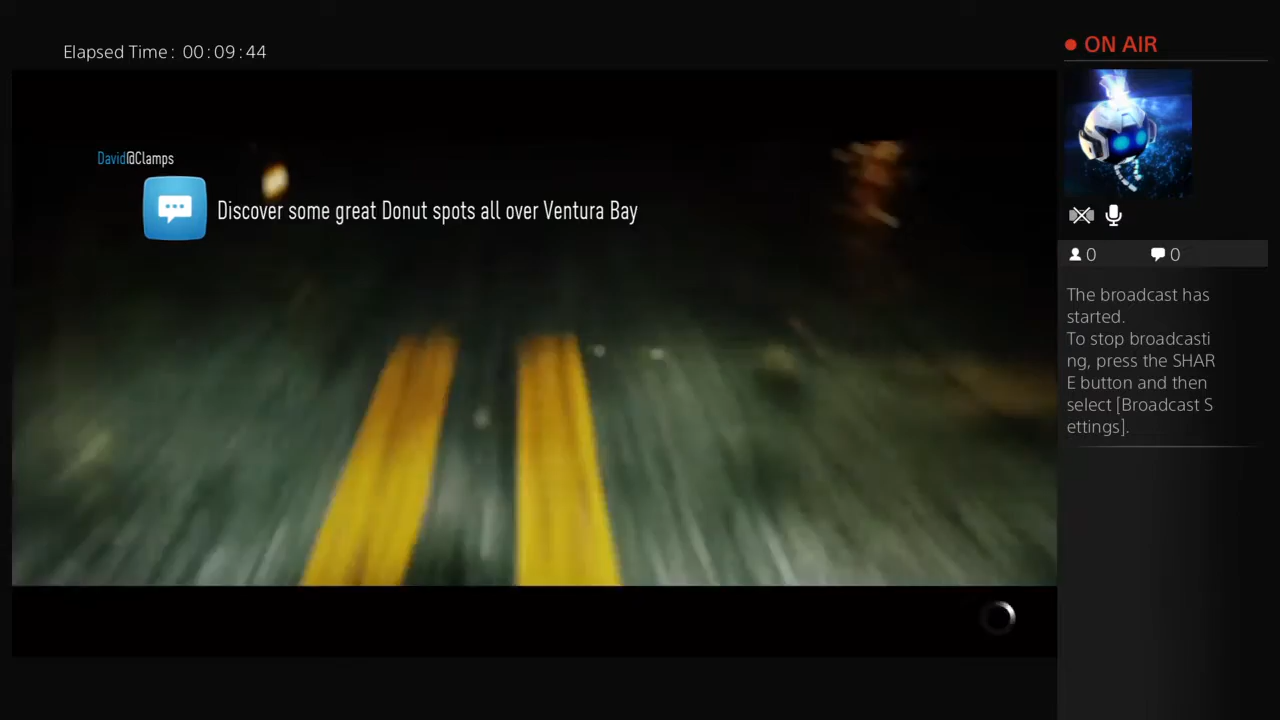 Elapsed Time: 00:09:44
ON AIR
David@Clamps
Discover some great Donut spots all over Ventura Bay
0
0
The broadcast has
started.
To stop broadcasti
ng, press the SHAR
E button and then
select [Broadcast S
ettings].